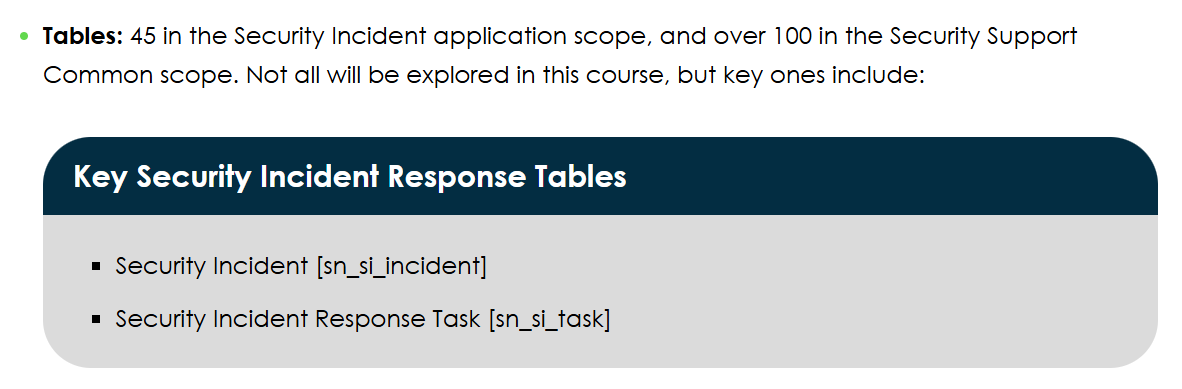 Tables: 45 in the Security Incident application scope, and over 100 in the Security Support
Common scope. Not all will be explored in this course, but key ones include:
Key Security Incident Response Tables
Security Incident [sn_si_incident]
Security Incident Response Task [sn_si_task]